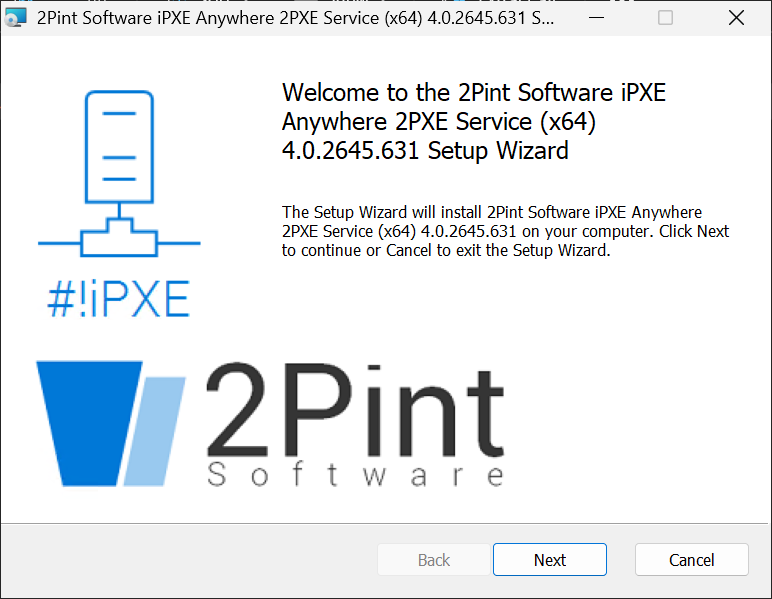 2Pint Software iPXE Anywhere 2PXE Service (x64) 4.0.2645.631 S...
Welcome to the 2Pint Software iPXE
Anywhere 2PXE Service (x64)
4.0.2645.631 Setup Wizard
The Setup Wizard will install 2Pint Software iPXE Anywhere
2PXE Service (x64) 4.0.2645.631 on your computer. Click Next
to continue or Cancel to exit the Setup Wizard.
#!iPXE
2Pint
Software
Back
Next
Cancel